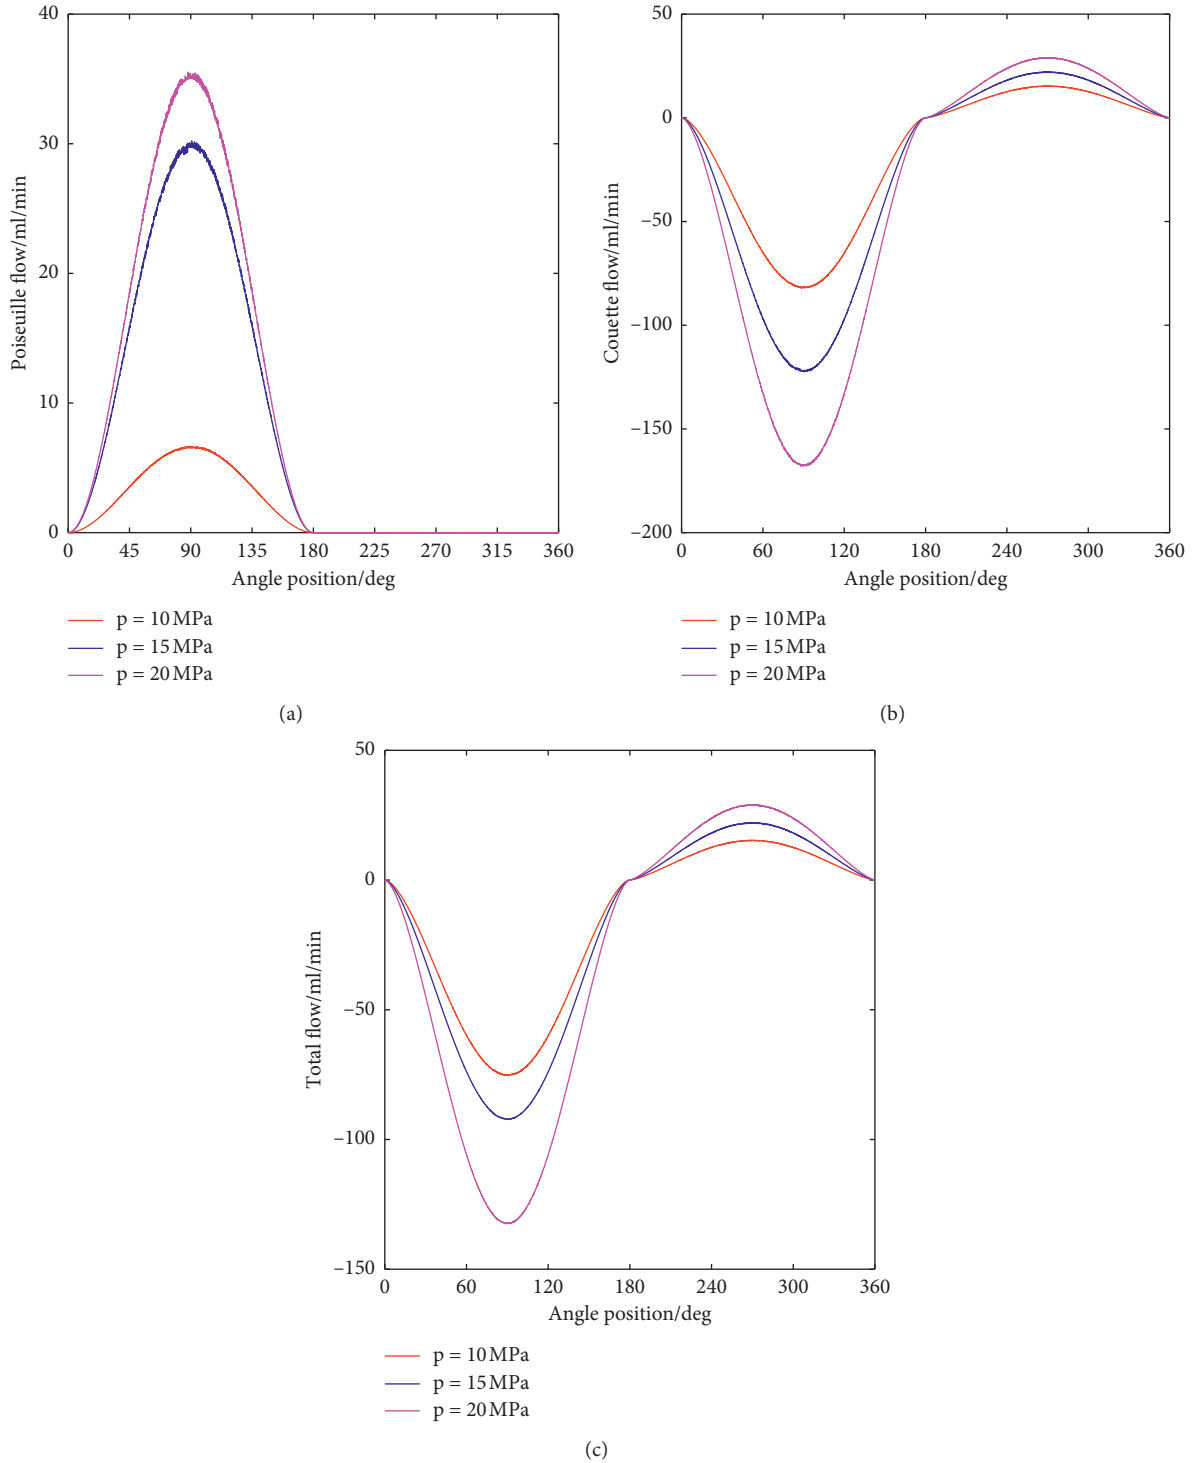 40
30
20
10
0
Poiseuille flow/ml/min
0 45 90 135 180 225 270 315 360
Angle position/deg
p = 10 MPa
p = 15 MPa
p = 20 MPa
(a)
50
0
−50
−100
−150
−200
Couette flow/ml/min
0 60 120 180 240 300 360
Angle position/deg
p = 10 MPa
p = 15 MPa
p = 20 MPa
(b)
50
0
−50
−100
−150
Total flow/ml/min
0 60 120 180 240 300 360
Angle position/deg
p = 10 MPa
p = 15 MPa
p = 20 MPa
(c)